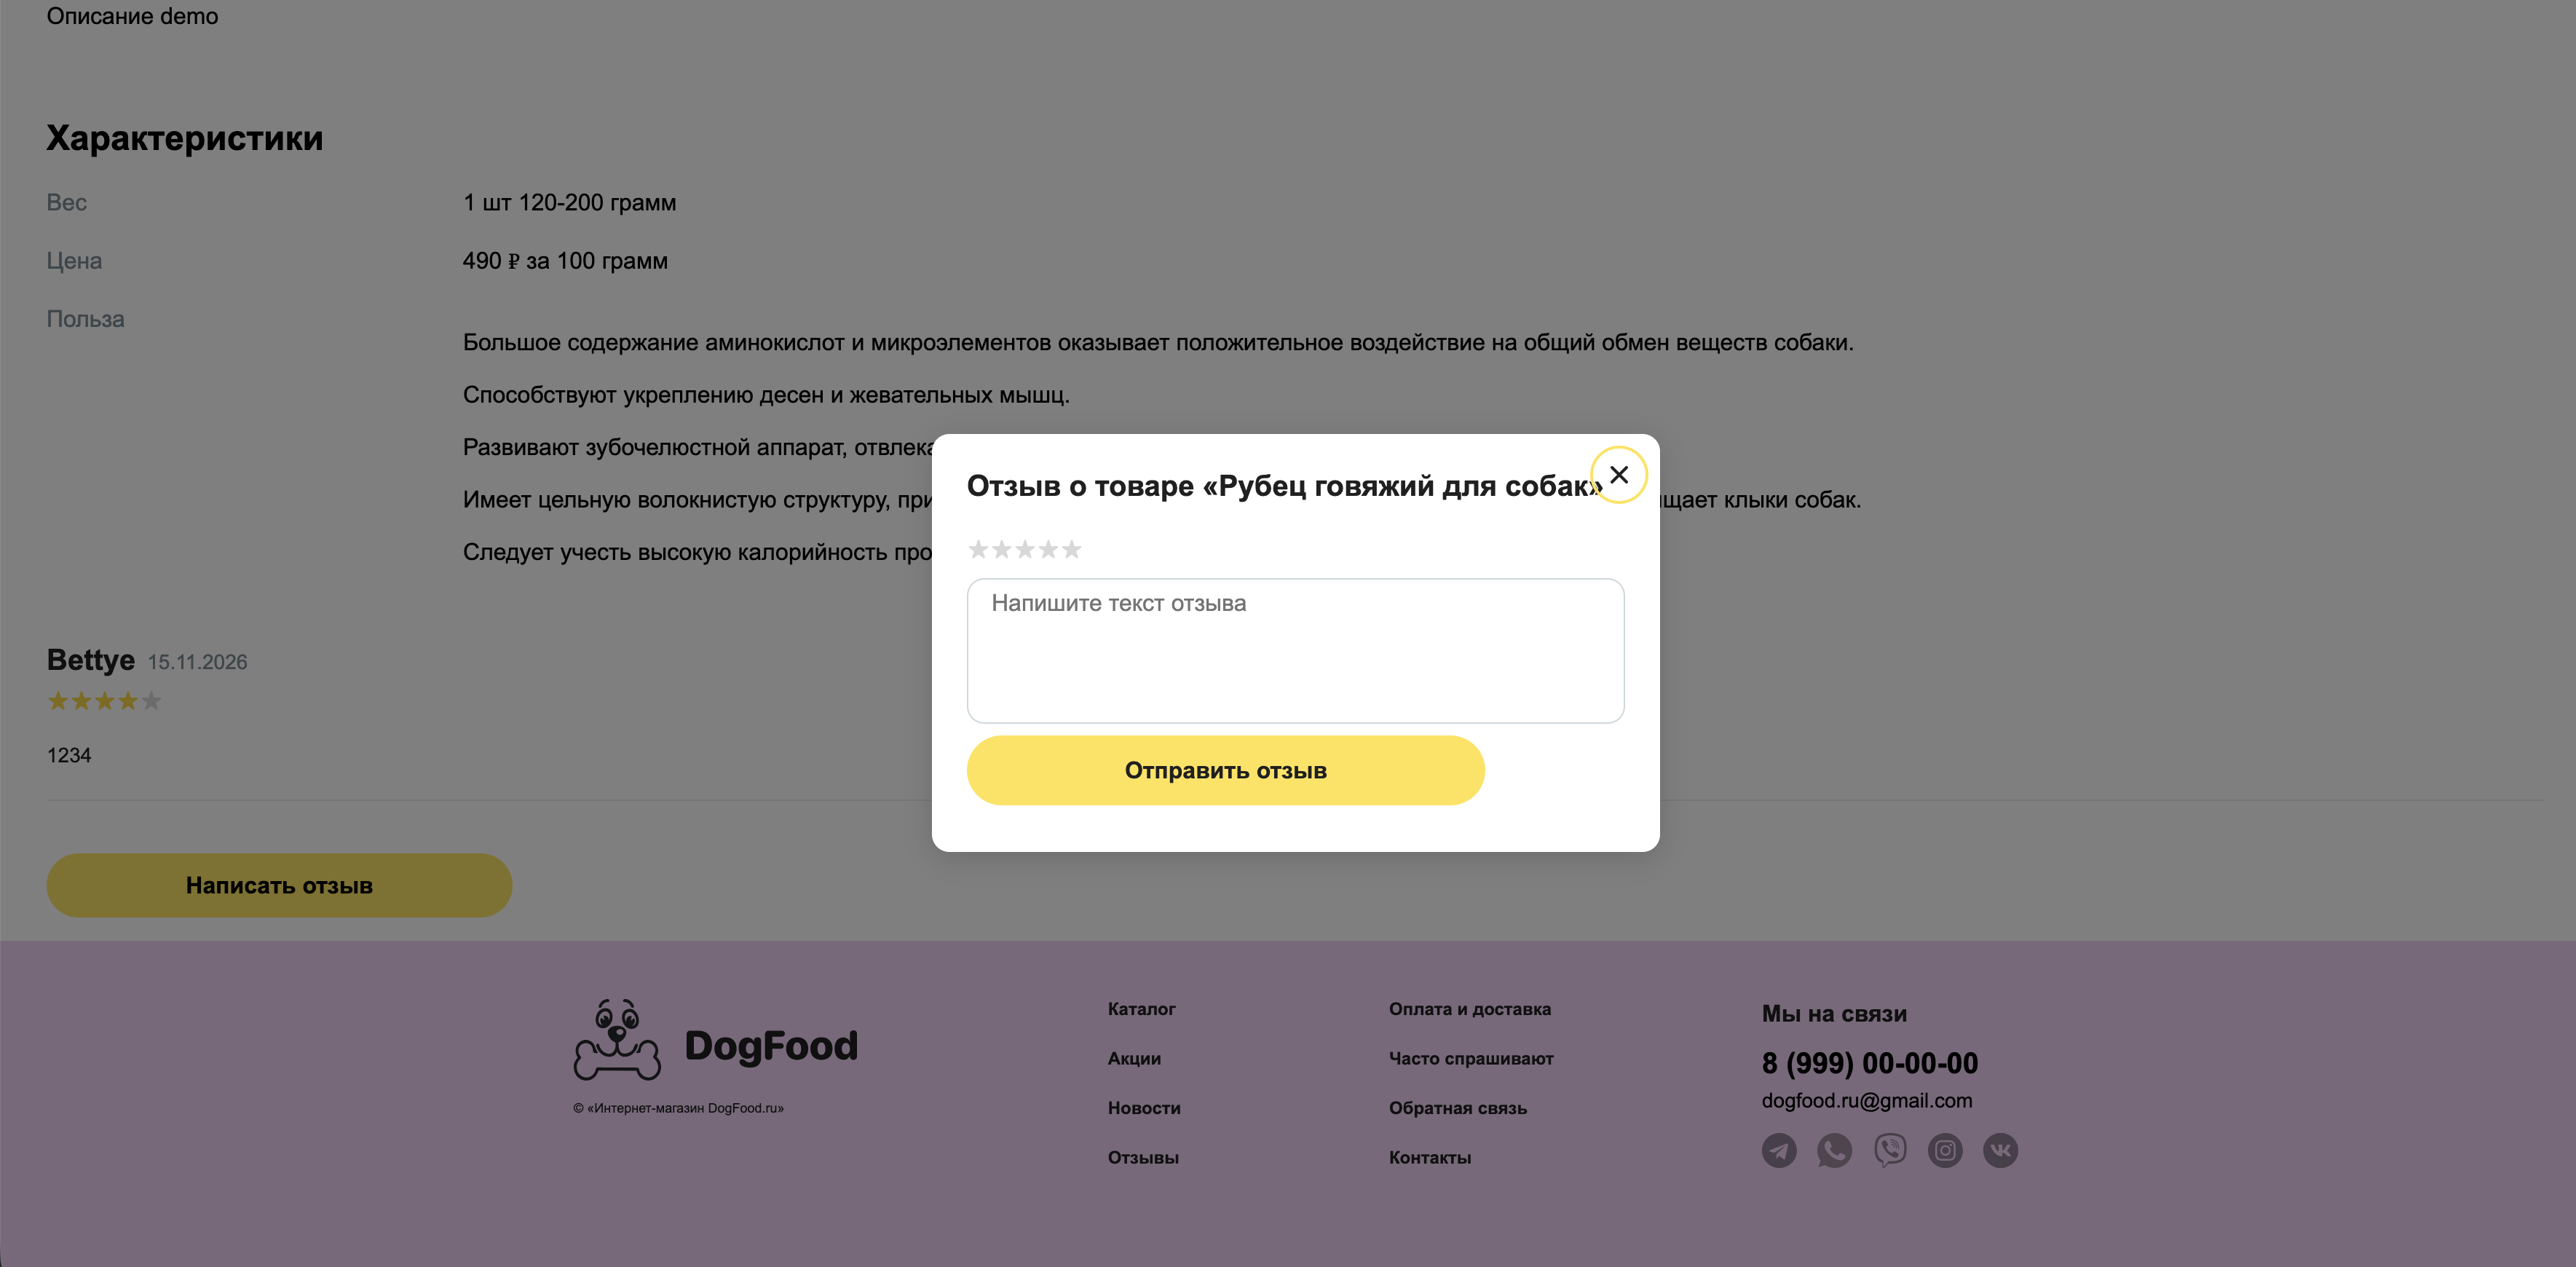 Описание demo
Характеристики
Вес
1 шт 120-200 грамм
Цена
490 ₽ за 100 грамм
Польза
Большое содержание аминокислот и микроэлементов оказывает положительное воздействие на общий обмен веществ собаки.
Способствуют укреплению десен и жевательных мышц.
Развивают зубочелюстной аппарат, отвлека
Имеет цельную волокнистую структуру, при
щает клыки собак.
Следует учесть высокую калорийность про
Отзыв о товаре «Рубец говяжий для собак»
Напишите текст отзыва
Отправить отзыв
Bettye 15.11.2026
1234
Написать отзыв
DogFood
© «Интернет-магазин DogFood.ru»
Каталог
Акции
Новости
Отзывы
Оплата и доставка
Часто спрашивают
Обратная связь
Контакты
Мы на связи
8 (999) 00-00-00
dogfood.ru@gmail.com